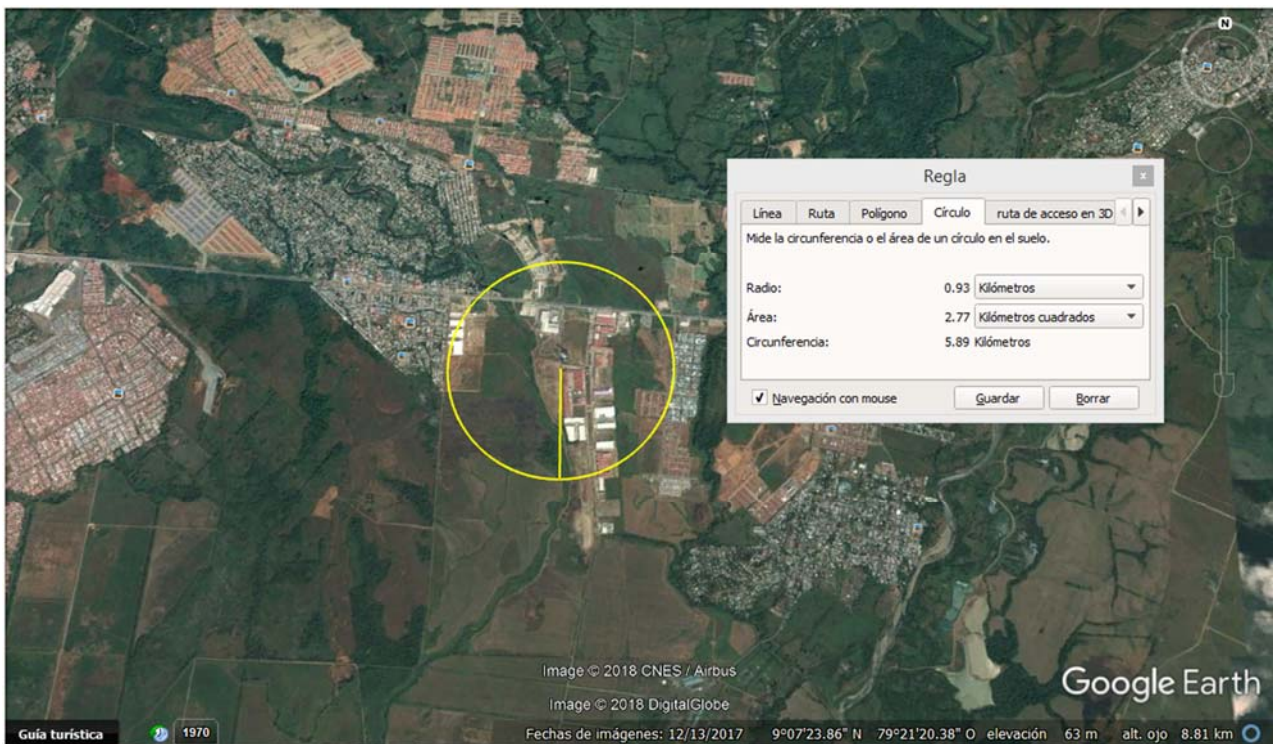 N
Regla
x
Línea Ruta Polígono Círculo ruta de acceso en 3D
Mide la circunferencia o el área de un círculo en el suelo.
Radio: 0.93 Kilómetros
Área: 2.77 Kilómetros cuadrados
Circunferencia: 5.89 Kilómetros
Navegación con mouse Guardar Borrar
Image © 2018 CNES / Airbus
Image © 2018 DigitalGlobe
Google Earth
Guía turística 1970 Fechas de imágenes: 12/13/2017 9°07'23.86" N 79°21'20.38" O elevación 63 m alt. ojo 8.81 km